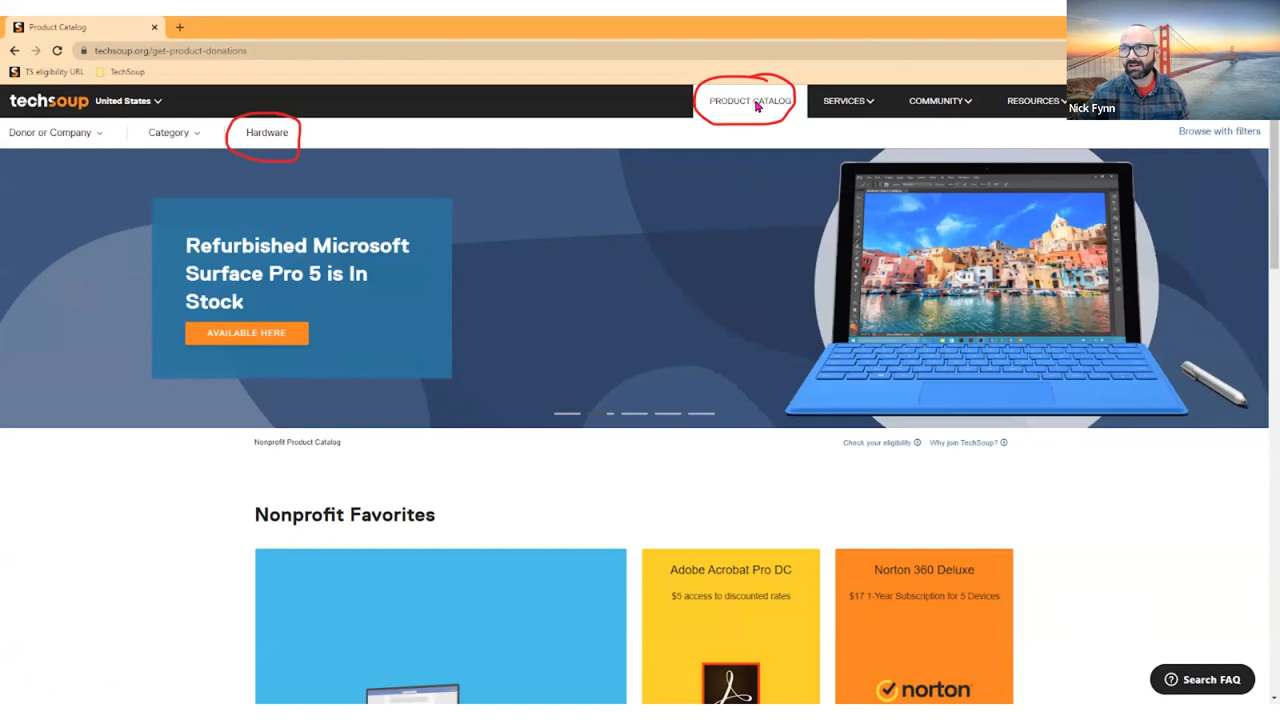 Product Catalog
techsoup.org/get-product-donations
TS eligibility URL
TechSoup
techsoup United States
PRODUCT CATALOG
SERVICES
COMMUNITY
RESOURCES
Nick Fynn
Donor or Company
Category
Hardware
Browse with filters
Refurbished Microsoft
Surface Pro 5 is In
Stock
AVAILABLE HERE
Nonprofit Product Catalog
Check your eligibility
Why join TechSoup?
Nonprofit Favorites
Adobe Acrobat Pro DC
$5 access to discounted rates
Norton 360 Deluxe
$17 1-Year Subscription for 5 Devices
norton
Search FAQ